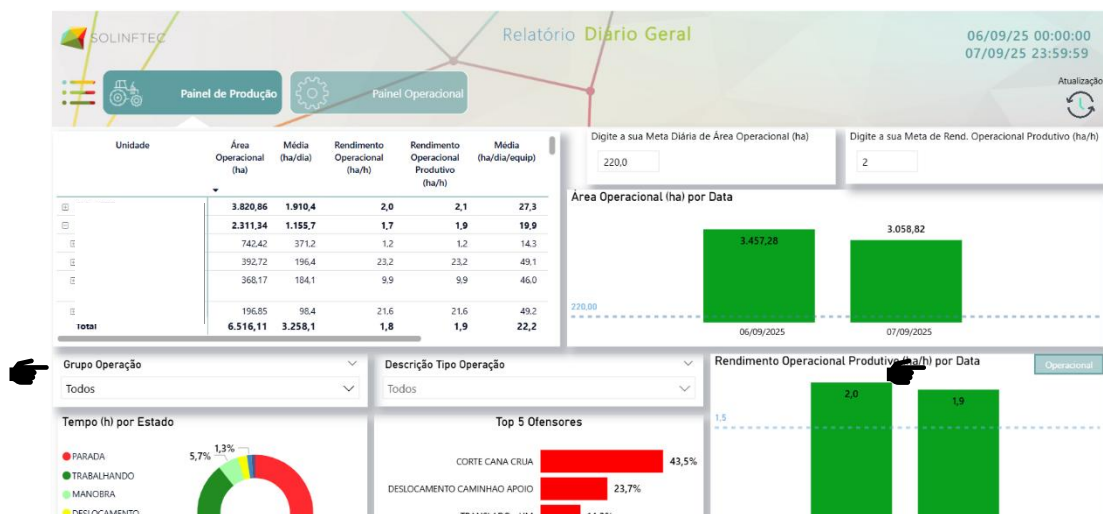 SOLINFTEC
Relatório Diário Geral
06/09/25 00:00:00
07/09/25 23:59:59
Atualização
Painel de Produção
Painel Operacional
Unidade Área Operacional (ha) Média (ha/dia) Rendimento Operacional (ha/h) Rendimento Operacional Produtivo (ha/h) Média (ha/dia/equip)
3.820,86 1.910,4 2,0 2,1 27,3
2.311,34 1.155,7 1,7 1,9 19,9
742,42 371,2 1,2 1,2 14,3
392,72 196,4 23,2 23,2 49,1
368,17 184,1 9,9 9,9 46,0
196,85 98,4 21,6 21,6 49,2
Total 6.516,11 3.258,1 1,8 1,9 22,2
Digite a sua Meta Diária de Área Operacional (ha)
220,0
Digite a sua Meta de Rend. Operacional Produtivo (ha/h)
2
Área Operacional (ha) por Data
3.457,28
3.058,82
220,00
06/09/2025 07/09/2025
Grupo Operação
Todos
Descrição Tipo Operação
Todos
Rendimento Operacional Produtivo (ha/h) por Data
Operacional
2,0
1,9
1,5
Tempo (h) por Estado
PARADA
TRABALHANDO
MANOBRA
DESLOCAMENTO
5,7%
1,3%
Top 5 Ofensores
CORTE CANA CRUA 43,5%
DESLOCAMENTO CAMINHAO APOIO 23,7%